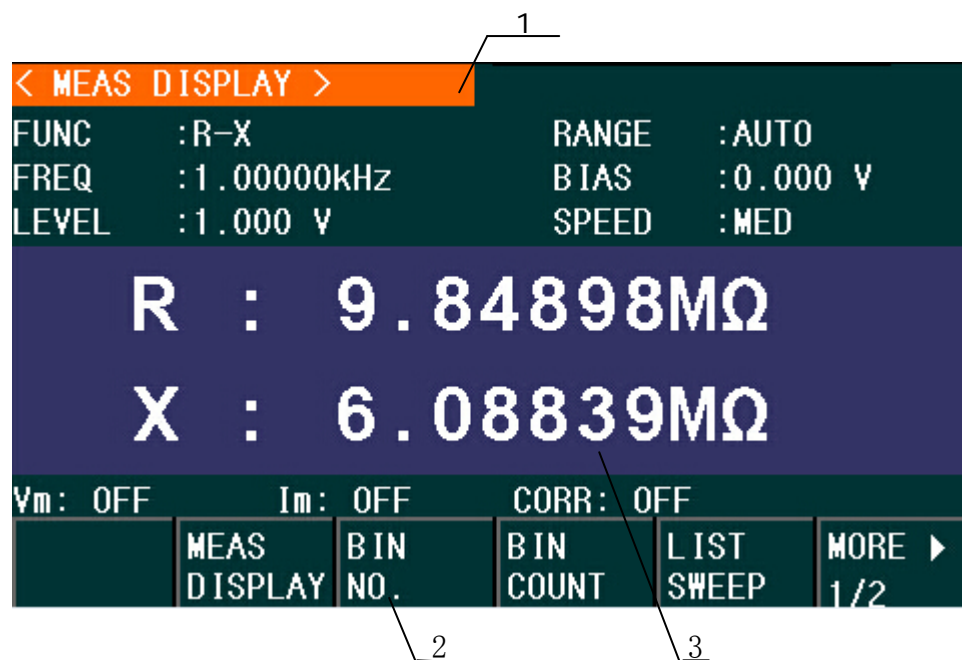 1
< MEAS DISPLAY >
FUNC :R-X RANGE :AUTO
FREQ :1.00000kHz BIAS :0.000 V
LEVEL :1.000 V SPEED :MED
R : 9.84898MΩ
X : 6.08839MΩ
Vm: OFF Im: OFF CORR: OFF
MEAS DISPLAY
BIN NO.
BIN COUNT
LIST SWEEP
MORE ▶ 1/2
2 3